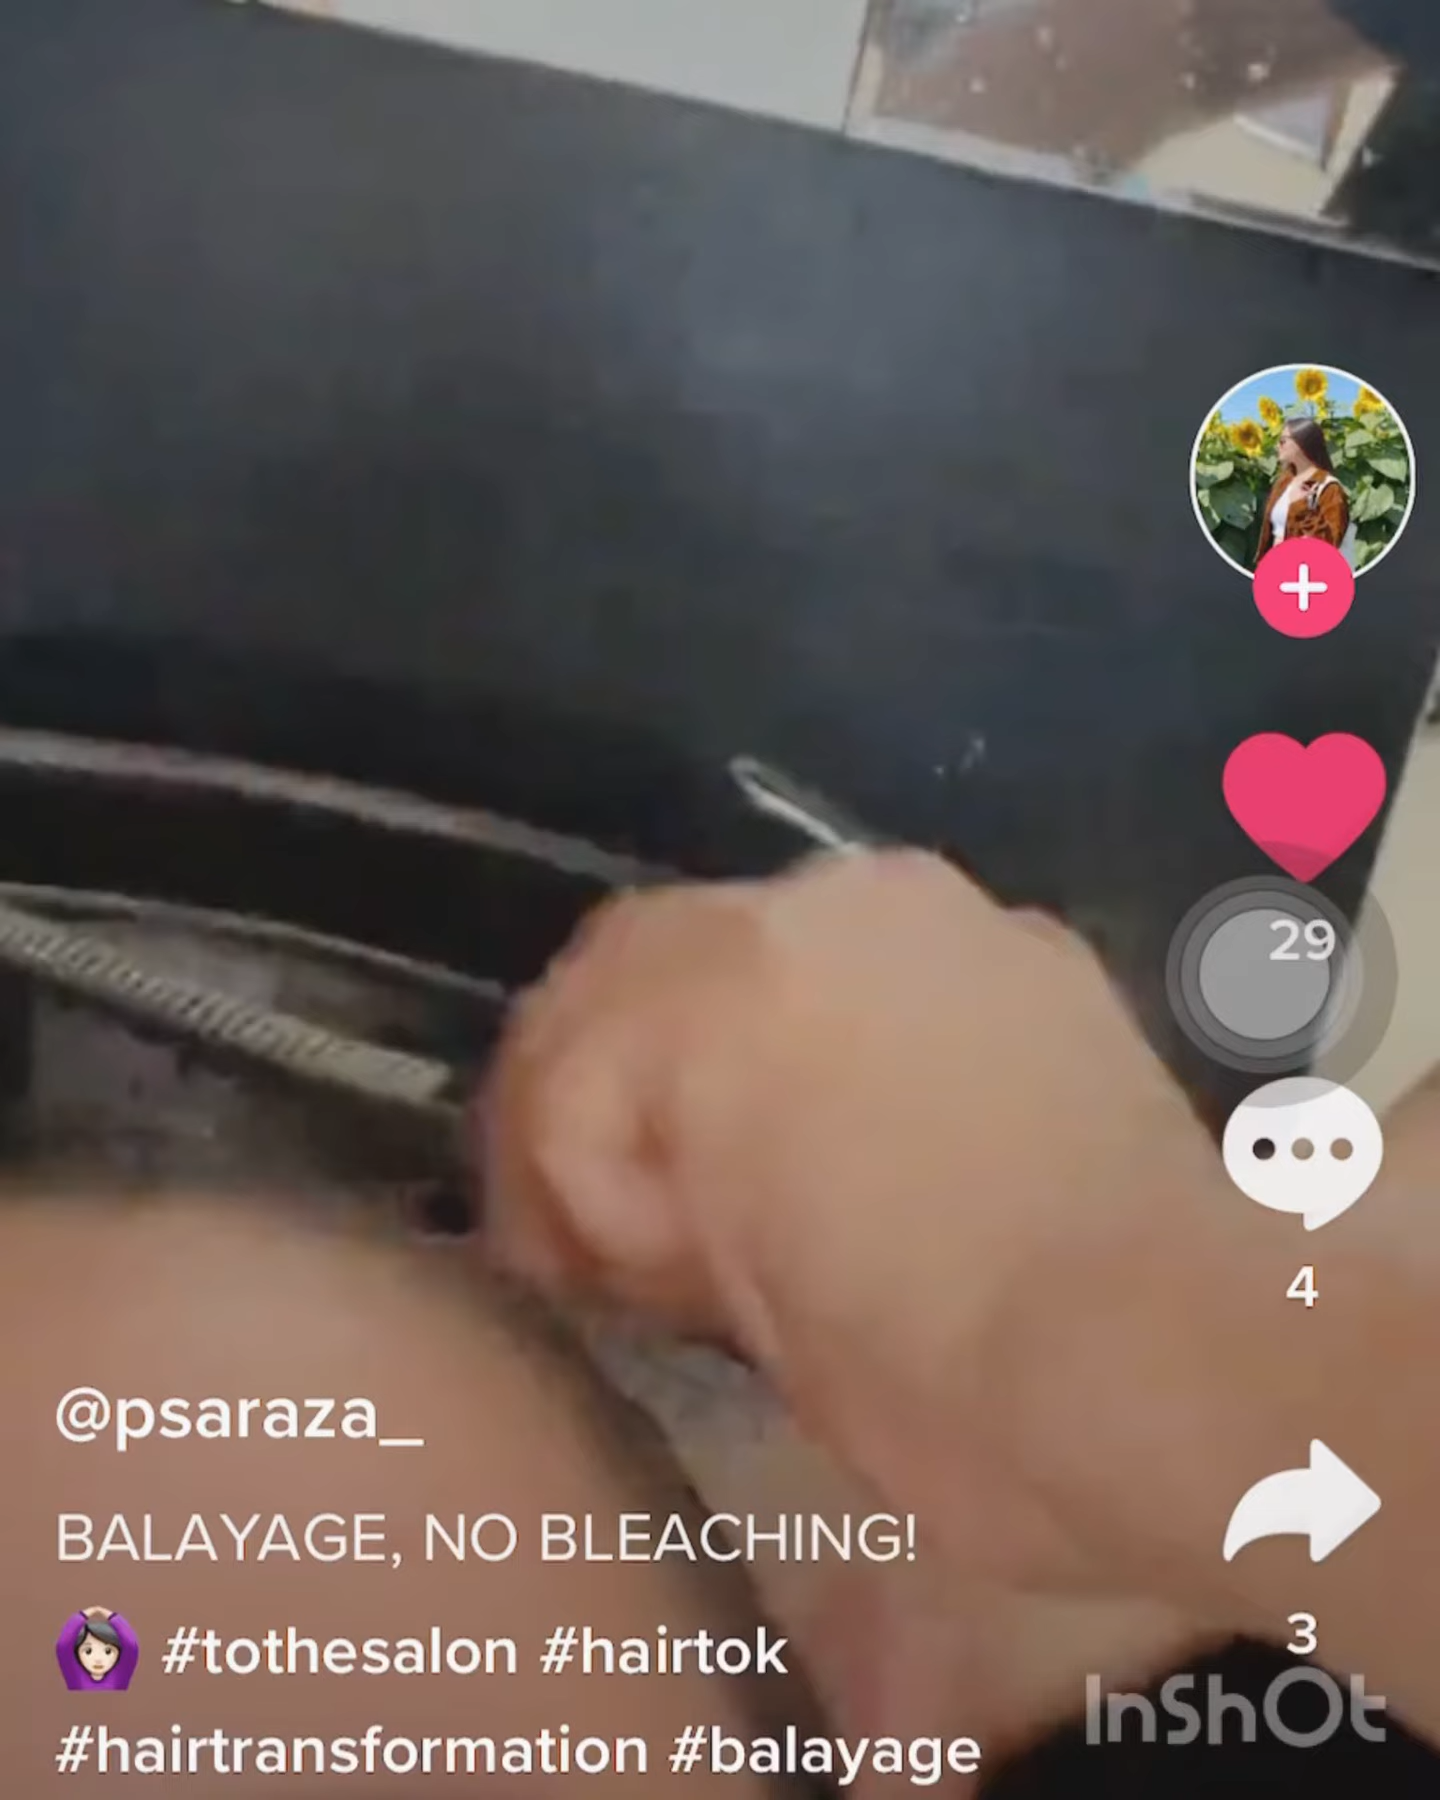 29
4
@psaraza_
BALAYAGE, NO BLEACHING!
🙆🏻‍♀️ #tothesalon #hairtok
3
#hairtransformation #balayage
InShOt